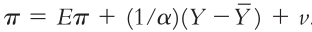 π = Eπ + (1/α)(Y − Y̅) + ν.